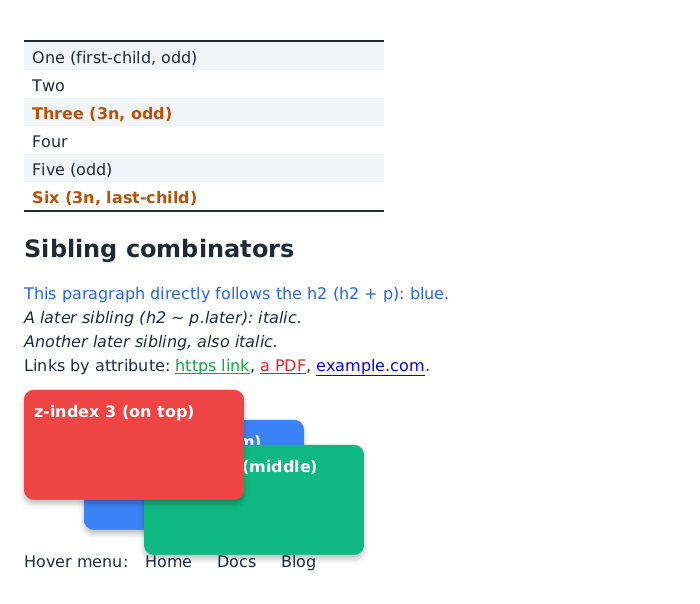 One (first-child, odd)
Two
Three (3n, odd)
Four
Five (odd)
Six (3n, last-child)
Sibling combinators
This paragraph directly follows the h2 (h2 + p): blue.
A later sibling (h2 ~ p.later): italic.
Another later sibling, also italic.
Links by attribute: https link, a PDF, example.com.
z-index 3 (on top)
(middle)
Hover menu: Home Docs Blog